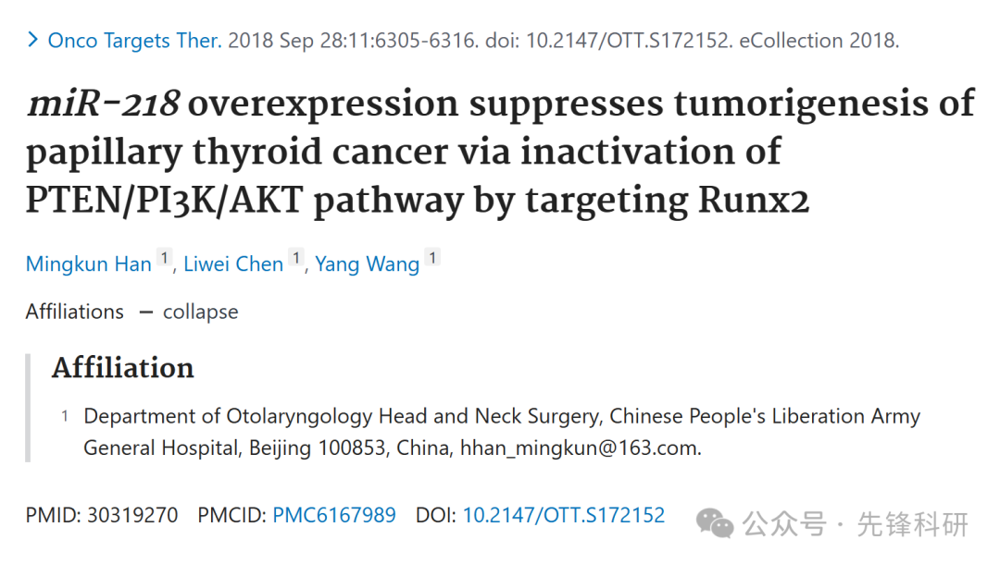 > Onco Targets Ther. 2018 Sep 28:11:6305-6316. doi: 10.2147/OTT.S172152. eCollection 2018.
miR-218 overexpression suppresses tumorigenesis of
papillary thyroid cancer via inactivation of
PTEN/PI3K/AKT pathway by targeting Runx2
Mingkun Han 1, Liwei Chen 1, Yang Wang 1
Affiliations — collapse
Affiliation
1 Department of Otolaryngology Head and Neck Surgery, Chinese People's Liberation Army
General Hospital, Beijing 100853, China, hhan_mingkun@163.com.
PMID: 30319270 PMCID: PMC6167989 DOI: 10.2147/OTT.S172152
公众号 · 先锋科研